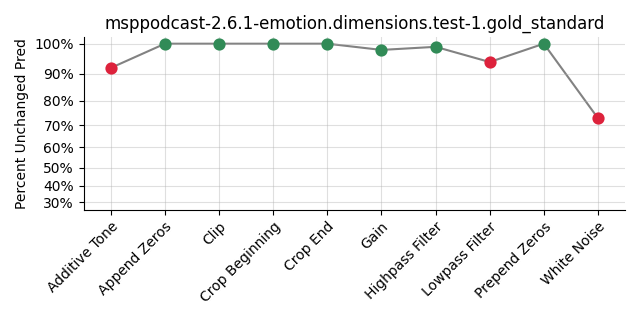 msppodcast-2.6.1-emotion.dimensions.test-1.gold_standard
Percent Unchanged Pred
100%
90%
80%
70%
60%
50%
40%
30%
Additive Tone
Append Zeros
Clip
Crop Beginning
Crop End
Gain
Highpass Filter
Lowpass Filter
Prepend Zeros
White Noise